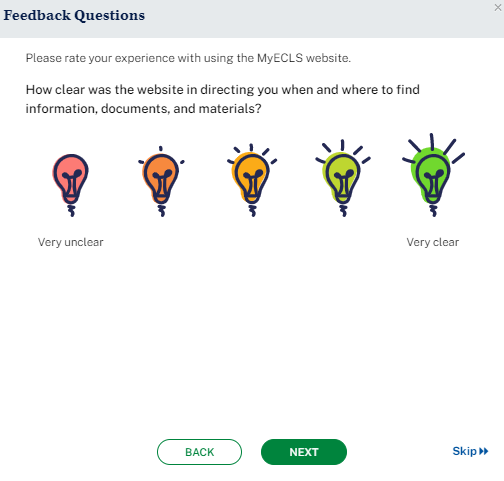 Feedback Questions
Please rate your experience with using the MyECLS website.
How clear was the website in directing you when and where to find
information, documents, and materials?
Very unclear
Very clear
BACK
NEXT
Skip